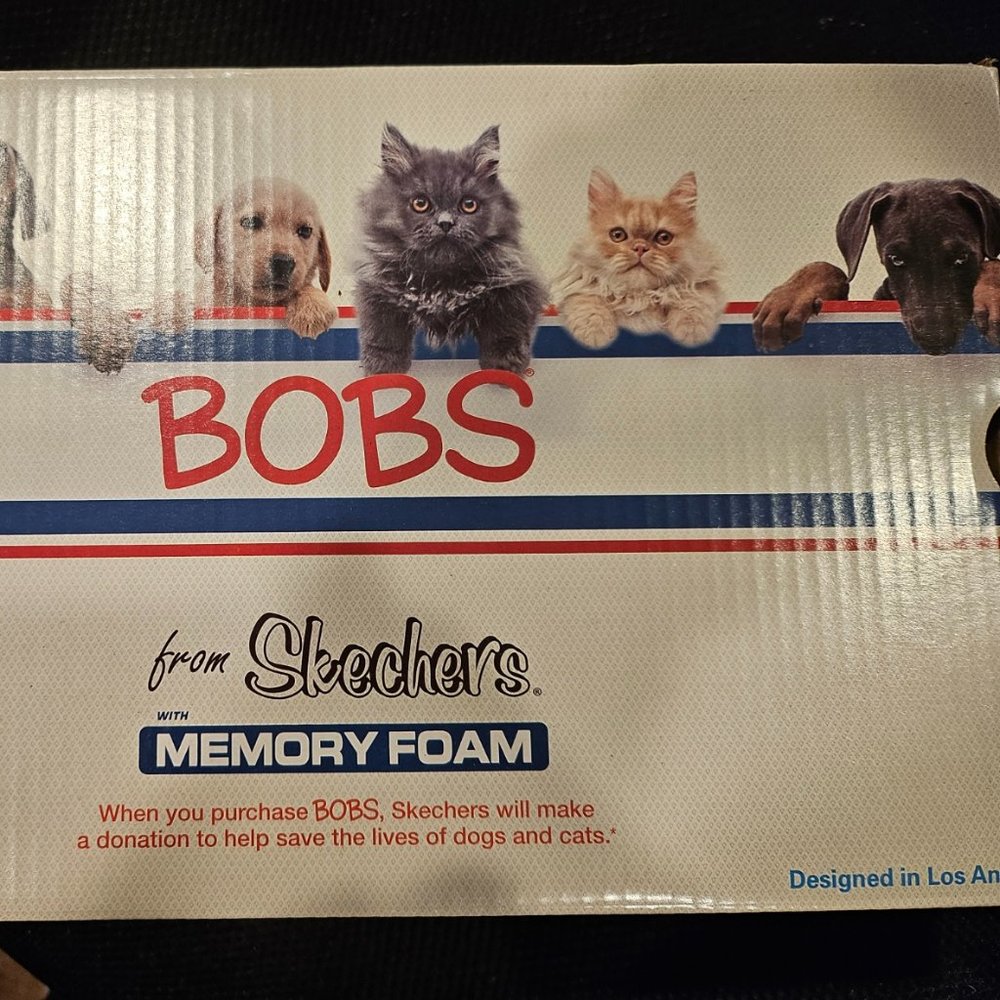 BOBS®
from Skechers®
WITH
MEMORY FOAM
When you purchase BOBS, Skechers will make
a donation to help save the lives of dogs and cats.*
Designed in Los An